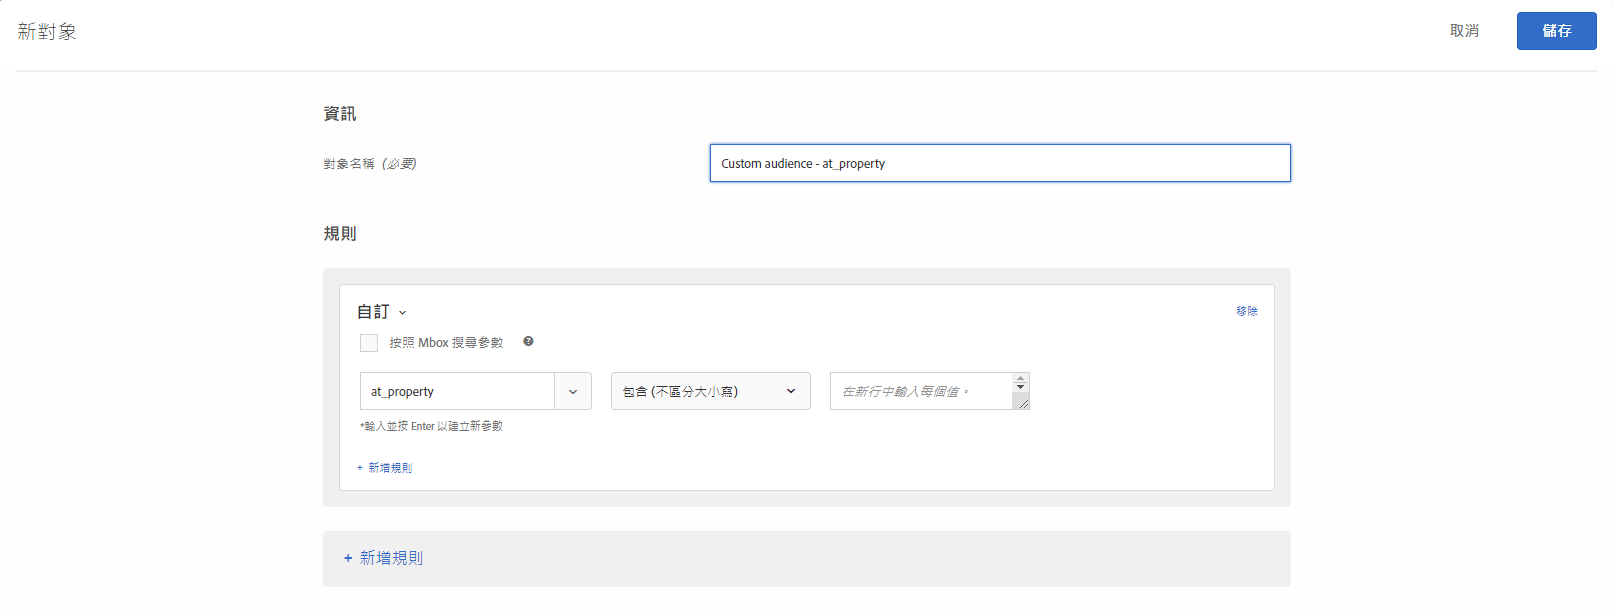 新對象
取消
儲存
資訊
對象名稱 (必要)
Custom audience - at_property
規則
自訂
移除
按照 Mbox 搜尋參數
?
at_property
包含 (不區分大小寫)
在新行中輸入每個值。
*輸入並按 Enter 以建立新參數
+ 新增規則
+ 新增規則